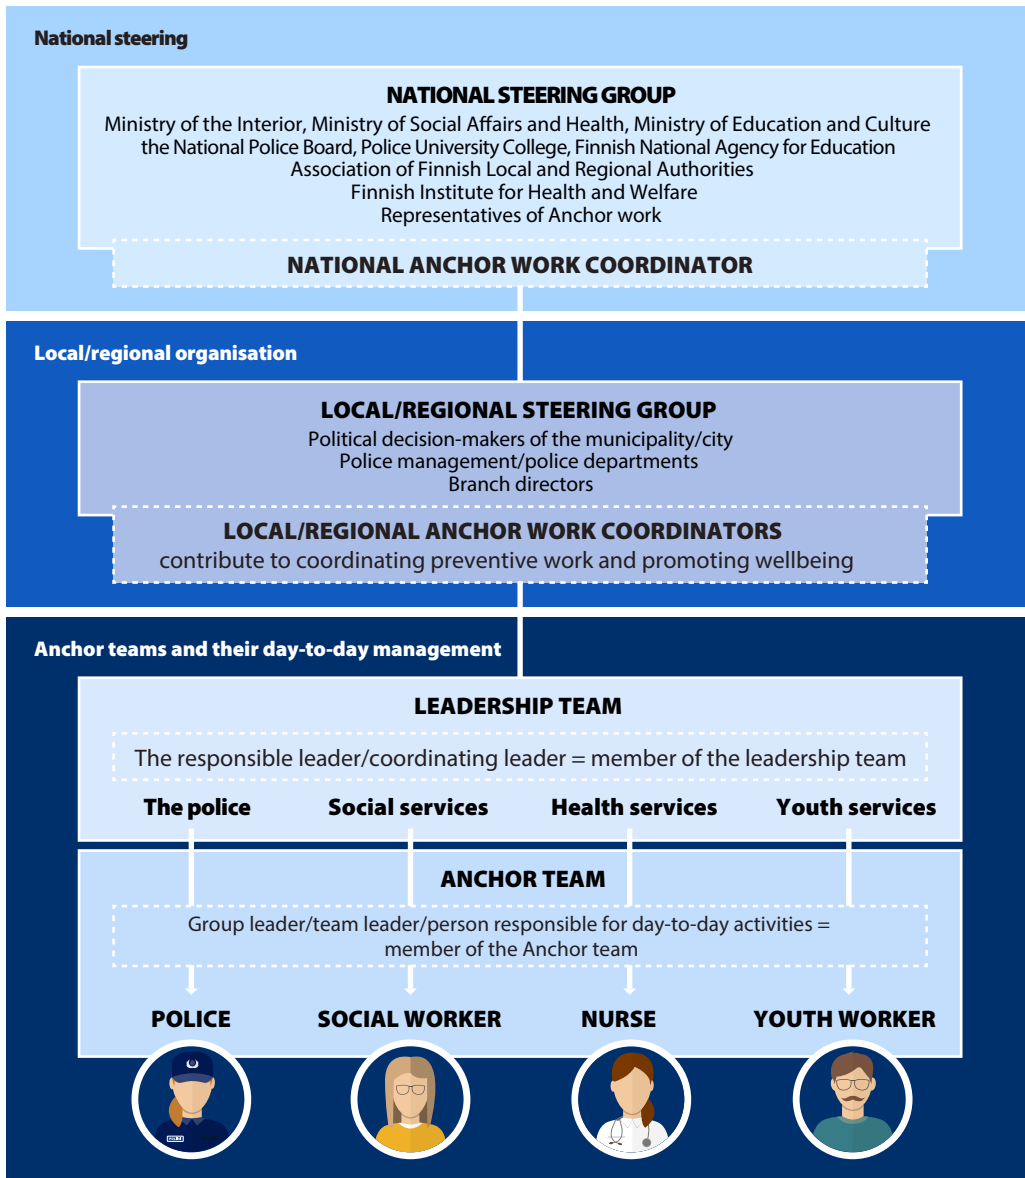 National steering
NATIONAL STEERING GROUP
Ministry of the Interior, Ministry of Social Affairs and Health, Ministry of Education and Culture
the National Police Board, Police University College, Finnish National Agency for Education
Association of Finnish Local and Regional Authorities
Finnish Institute for Health and Welfare
Representatives of Anchor work
NATIONAL ANCHOR WORK COORDINATOR
Local/regional organisation
LOCAL/REGIONAL STEERING GROUP
Political decision-makers of the municipality/city
Police management/police departments
Branch directors
LOCAL/REGIONAL ANCHOR WORK COORDINATORS
contribute to coordinating preventive work and promoting wellbeing
Anchor teams and their day-to-day management
LEADERSHIP TEAM
The responsible leader/coordinating leader = member of the leadership team
The police Social services Health services Youth services
ANCHOR TEAM
Group leader/team leader/person responsible for day-to-day activities =
member of the Anchor team
POLICE SOCIAL WORKER NURSE YOUTH WORKER